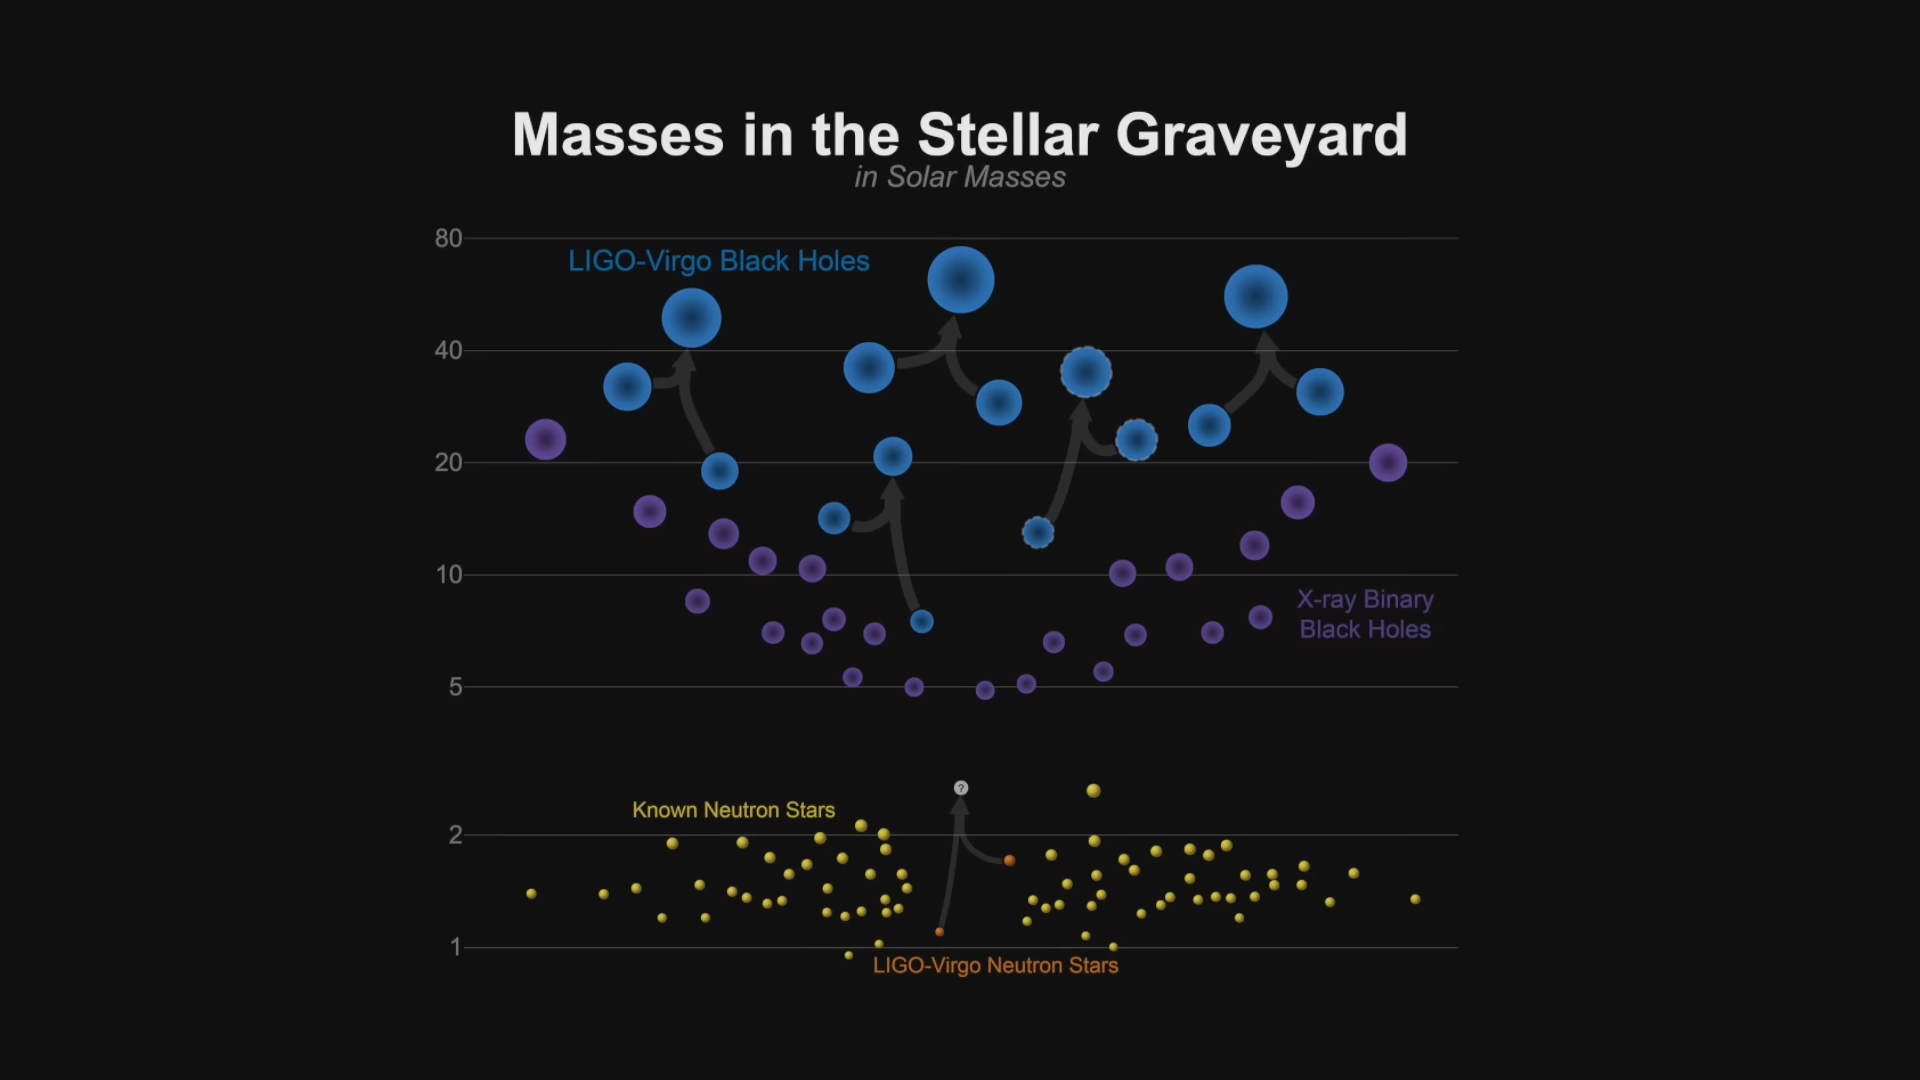 Masses in the Stellar Graveyard
in Solar Masses
80
LIGO-Virgo Black Holes
40
20
10
X-ray Binary
Black Holes
5
?
Known Neutron Stars
2
1
LIGO-Virgo Neutron Stars